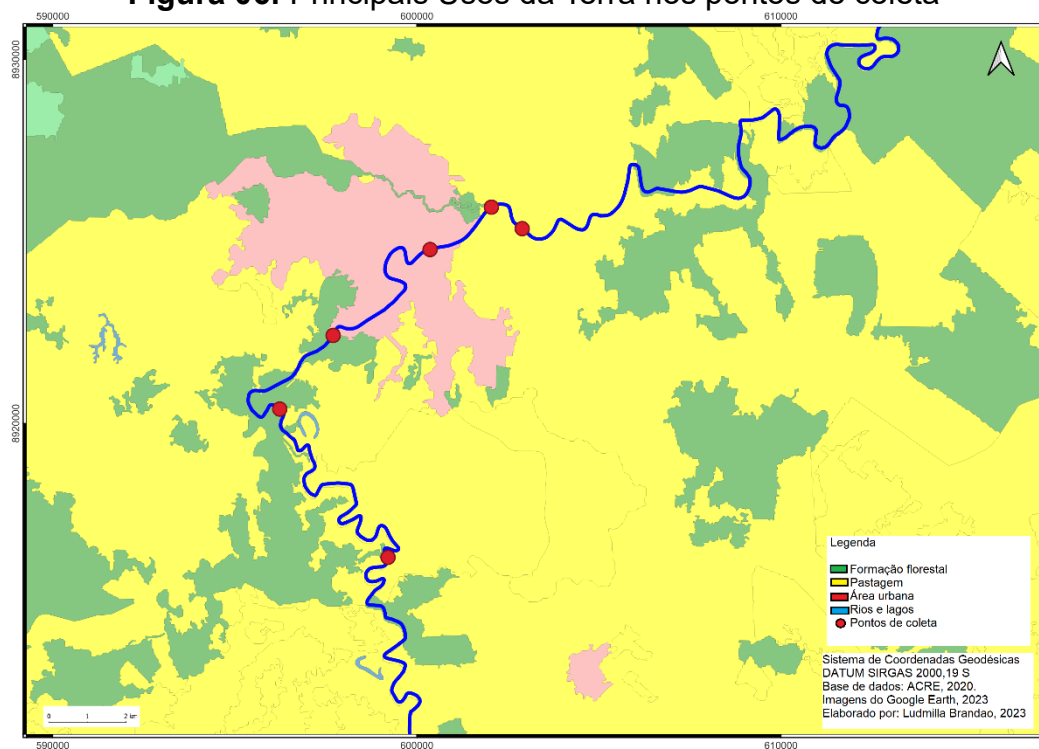 Figura 06. Principais Usos da Terra nos pontos de coleta
590000
600000
610000
8930000
8920000
Legenda
Formação florestal
Pastagem
Área urbana
Rios e lagos
Pontos de coleta
Sistema de Coordenadas Geodésicas
DATUM SIRGAS 2000,19 S
Base de dados: ACRE, 2020.
Imagens do Google Earth, 2023
Elaborado por: Ludmilla Brandao, 2023
0 1 2 km
590000
600000
610000